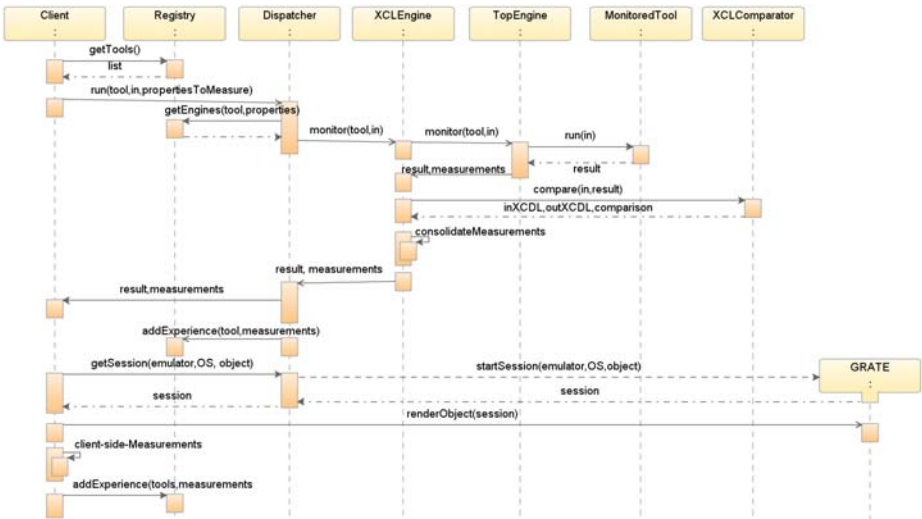 Client
:
Registry
:
Dispatcher
:
XCLEngine
:
TopEngine
:
MonitoredTool
:
XCLComparator
:
getTools()
list
run(tool,in,propertiesToMeasure)
getEngines(tool,properties)
monitor(tool,in)
monitor(tool,in)
run(in)
result
result,measurements
compare(in,result)
inXCDL,outXCDL,comparison
consolidateMeasurements
result, measurements
result,measurements
addExperience(tool,measurements)
getSession(emulator,OS, object)
startSession(emulator,OS,object)
GRATE
:
session
session
renderObject(session)
client-side-Measurements
addExperience(tools,measurements